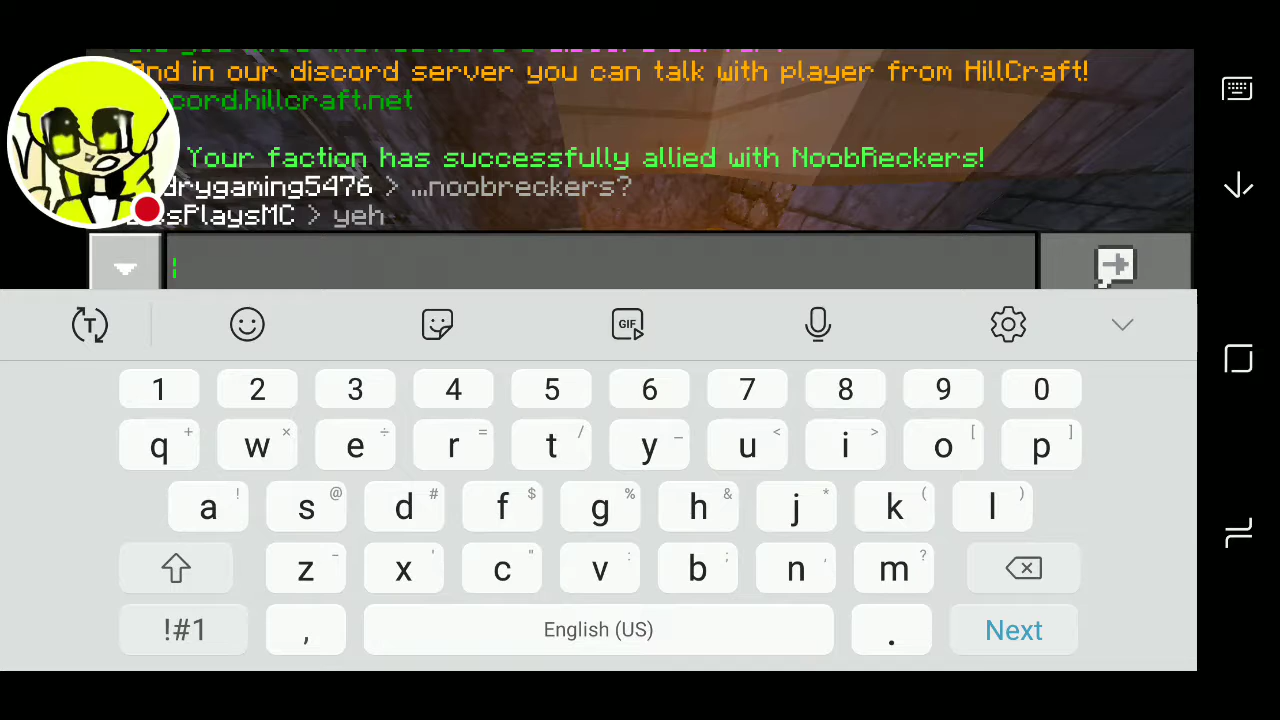 And in our discord server you can talk with player from HillCraft!
cord.hillcraft.net
Your faction has successfully allied with NoobReckers!
drygaming5476 > ...noobreckers?
sPlaysMC > yeh
T
GIF
1 2 3 4 5 6 7 8 9 0
q + w × e ÷ r = t / y _ u < i > o [ p ]
a ! s @ d # f $ g % h & j * k ( l )
z - x ' c " v : b ; n , m ?
!#1 , English (US) . Next